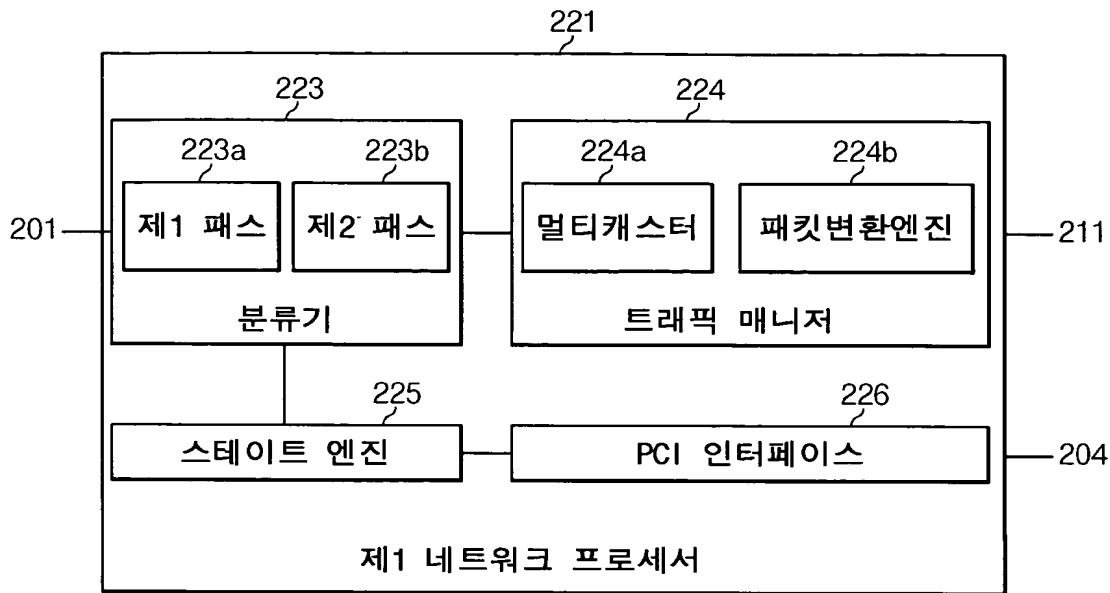 221
223
224
223a
223b
224a
224b
201
제1 패스
제2 패스
멀티캐스터
패킷변환엔진
211
분류기
트래픽 매니저
225
226
스테이트 엔진
PCI 인터페이스
204
제1 네트워크 프로세서